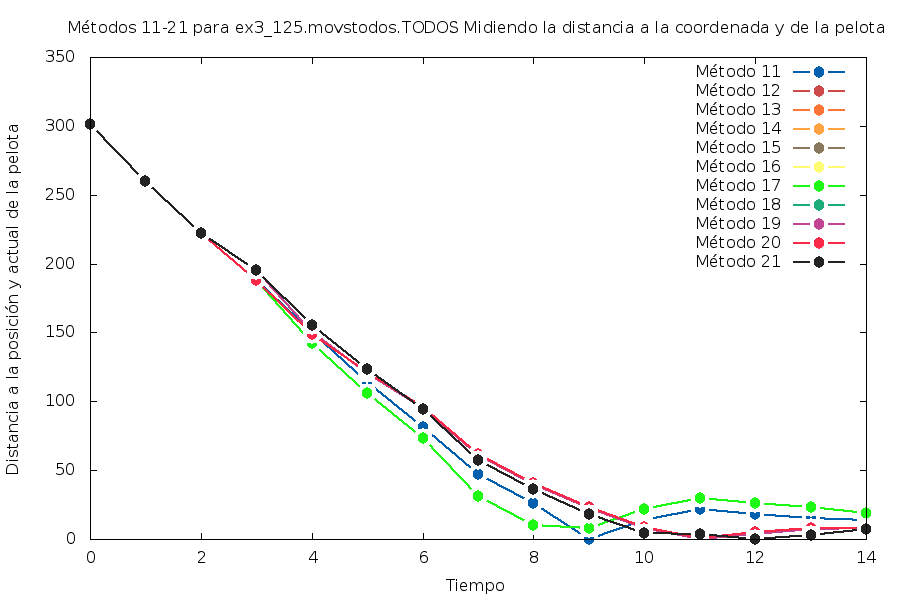 Métodos 11-21 para ex3_125.movstodos.TODOS Midiendo la distancia a la coordenada y de la pelota
Distancia a la posición y actual de la pelota
350
300
250
200
150
100
50
0
Método 11
Método 12
Método 13
Método 14
Método 15
Método 16
Método 17
Método 18
Método 19
Método 20
Método 21
0 2 4 6 8 10 12 14
Tiempo